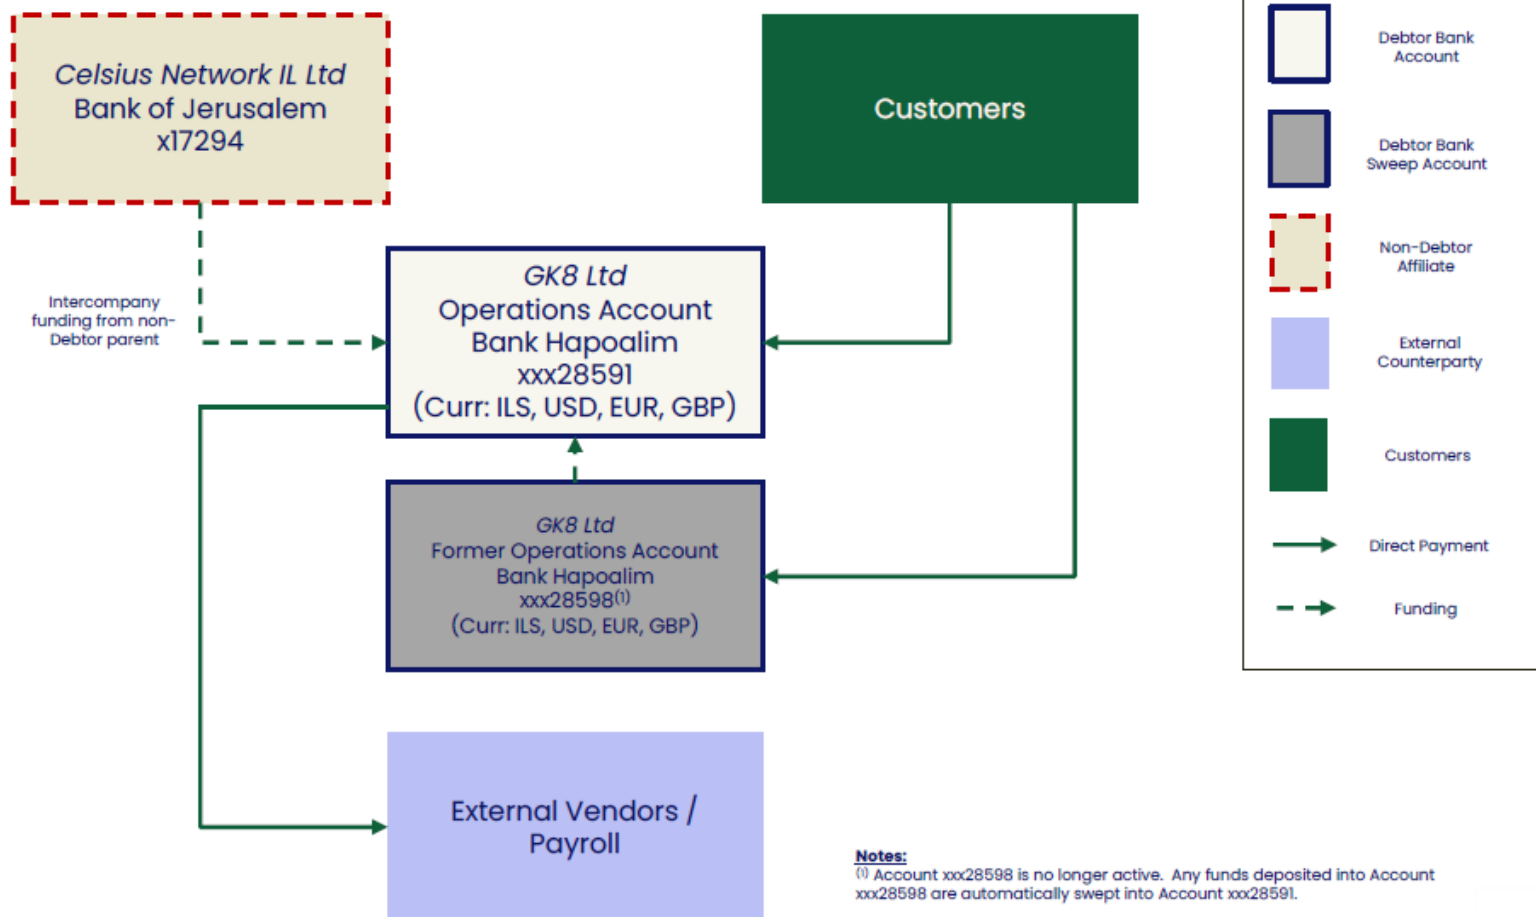 Celsius Network IL Ltd
Bank of Jerusalem
x17294
Customers
Intercompany
funding from non-
Debtor parent
GK8 Ltd
Operations Account
Bank Hapoalim
xxx28591
(Curr: ILS, USD, EUR, GBP)
GK8 Ltd
Former Operations Account
Bank Hapoalim
xxx28598⁽¹⁾
(Curr: ILS, USD, EUR, GBP)
External Vendors /
Payroll
Debtor Bank
Account
Debtor Bank
Sweep Account
Non-Debtor
Affiliate
External
Counterparty
Customers
Direct Payment
Funding
Notes:
⁽¹⁾ Account xxx28598 is no longer active. Any funds deposited into Account
xxx28598 are automatically swept into Account xxx28591.